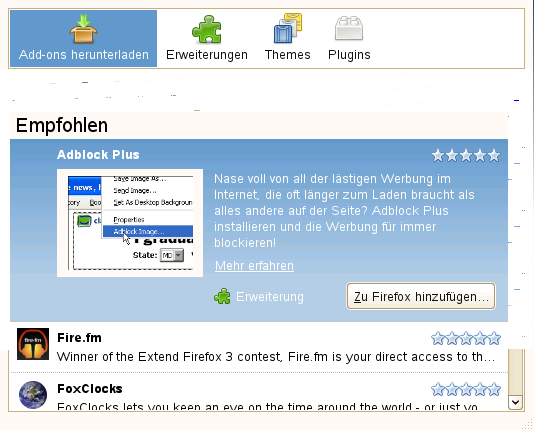 Add-ons herunterladen
Erweiterungen
Themes
Plugins
Empfohlen
Adblock Plus
Save Image As...
Send Image...
Set As Desktop Background
Properties
Adblock Image...
State: MD
Nase voll von all der lästigen Werbung im
Internet, die oft länger zum Laden braucht als
alles andere auf der Seite? Adblock Plus
installieren und die Werbung für immer
blockieren!
Mehr erfahren
Erweiterung
Zu Firefox hinzufügen...
Fire.fm
Winner of the Extend Firefox 3 contest, Fire.fm is your direct access to th...
FoxClocks
FoxClocks lets you keep an eye on the time around the world - or just yo